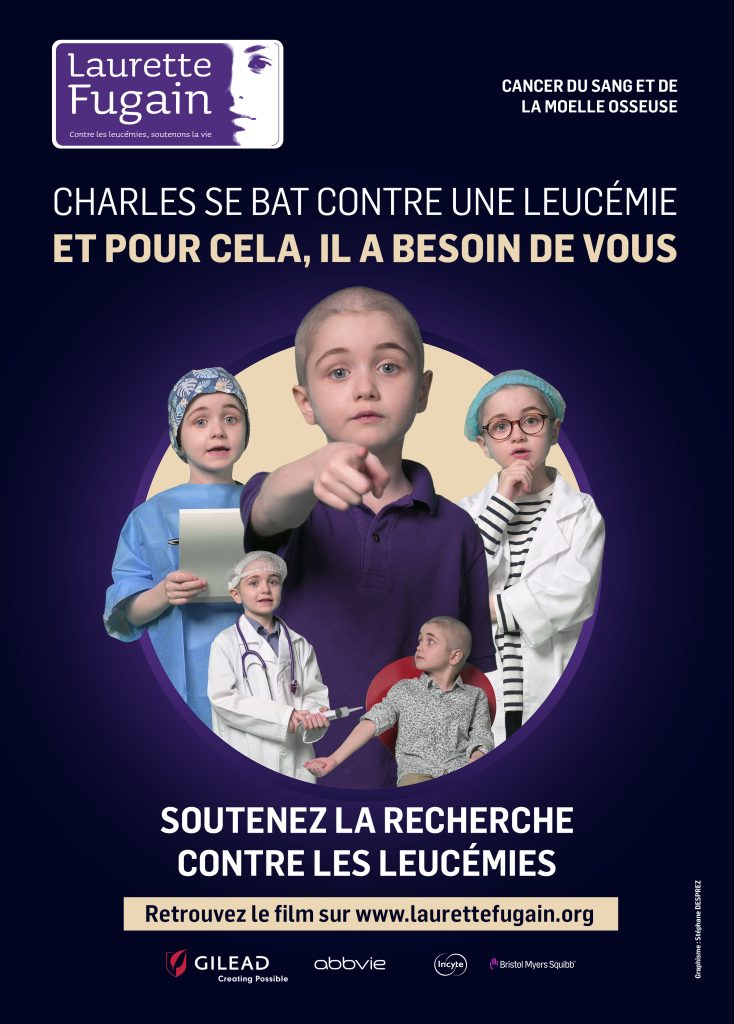 Laurette
Fugain
Contre les leucémies, soutenons la vie
CANCER DU SANG ET DE
LA MOELLE OSSEUSE
CHARLES SE BAT CONTRE UNE LEUCÉMIE
ET POUR CELA, IL A BESOIN DE VOUS
SOUTENEZ LA RECHERCHE
CONTRE LES LEUCÉMIES
Retrouvez le film sur www.laurettefugain.org
GILEAD
Creating Possible
abbvie
Incyte
Bristol Myers Squibb
Graphisme : Stéphane DESPREZ